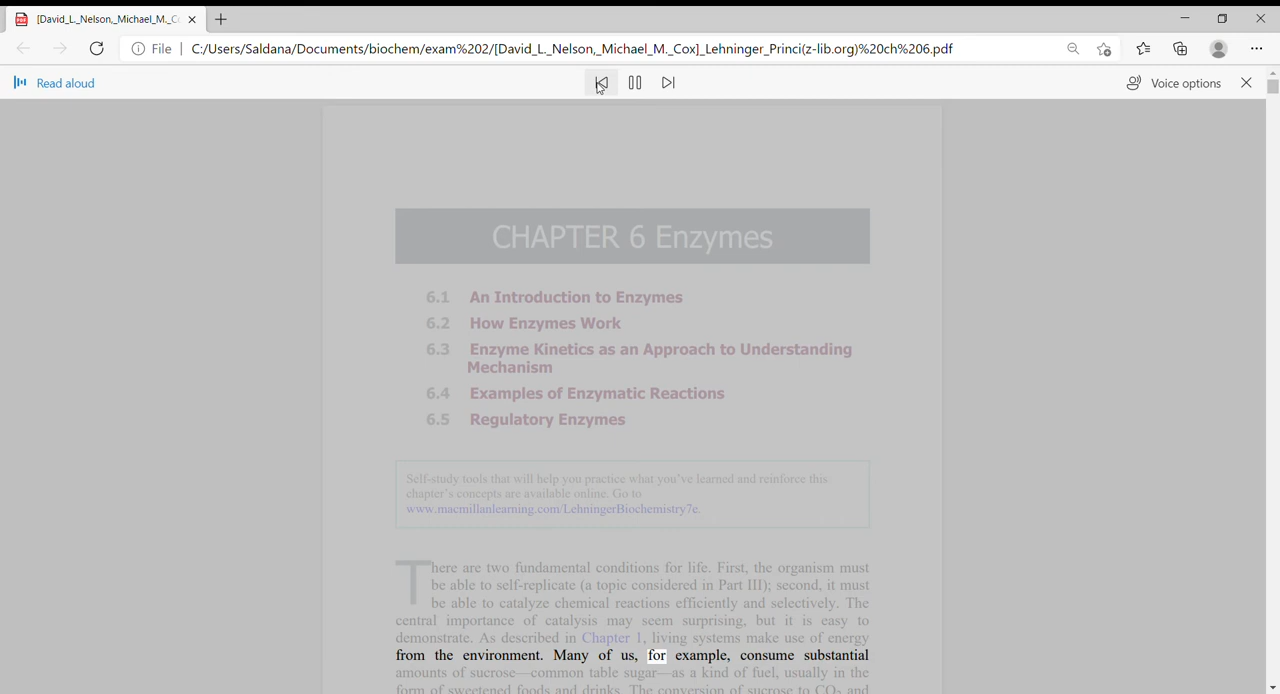 [David_L._Nelson,_Michael_M._C
File | C:/Users/Saldana/Documents/biochem/exam%202/[David_L._Nelson,_Michael_M._Cox]_Lehninger_Princi(z-lib.org)%20ch%206.pdf
Read aloud
Voice options
CHAPTER 6 Enzymes
6.1 An Introduction to Enzymes
6.2 How Enzymes Work
6.3 Enzyme Kinetics as an Approach to Understanding
Mechanism
6.4 Examples of Enzymatic Reactions
6.5 Regulatory Enzymes
Self-study tools that will help you practice what you've learned and reinforce this
chapter's concepts are available online. Go to
www.macmillanlearning.com/LehningerBiochemistry7e.
There are two fundamental conditions for life. First, the organism must
be able to self-replicate (a topic considered in Part III); second, it must
be able to catalyze chemical reactions efficiently and selectively. The
central importance of catalysis may seem surprising, but it is easy to
demonstrate. As described in Chapter 1, living systems make use of energy
from the environment. Many of us, for example, consume substantial
amounts of sucrose—common table sugar—as a kind of fuel, usually in the
form of sweetened foods and drinks. The conversion of sucrose to CO₂ and